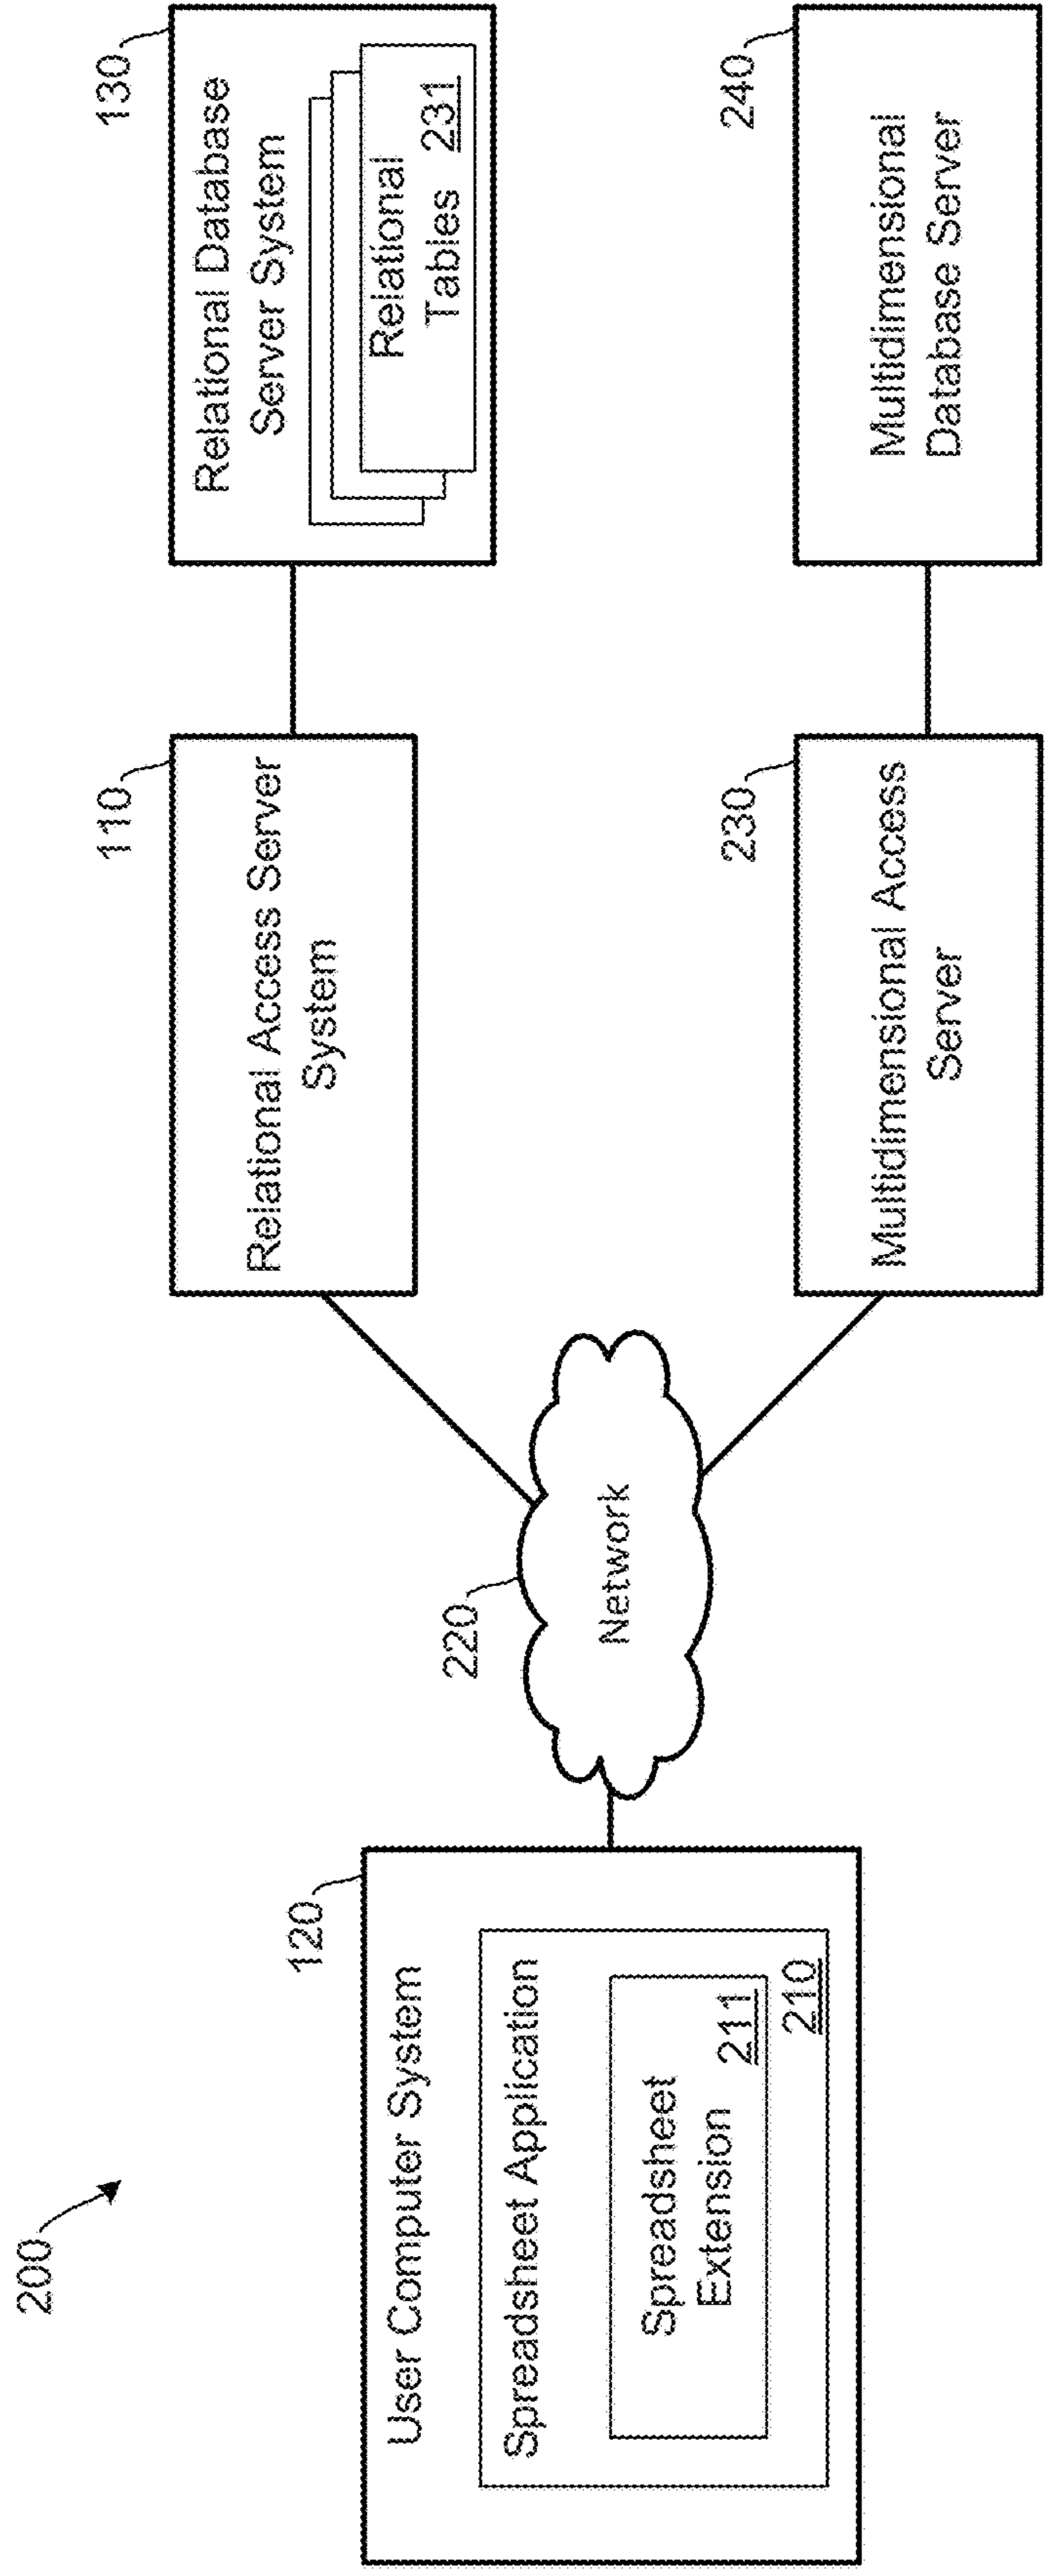 200
120
User Computer System
Spreadsheet Application
Spreadsheet
Extension
211
210
220
Network
110
Relational Access Server
System
130
Relational Database
Server System
Relational
Tables 231
230
Multidimensional Access
Server
240
Multidimensional
Database Server